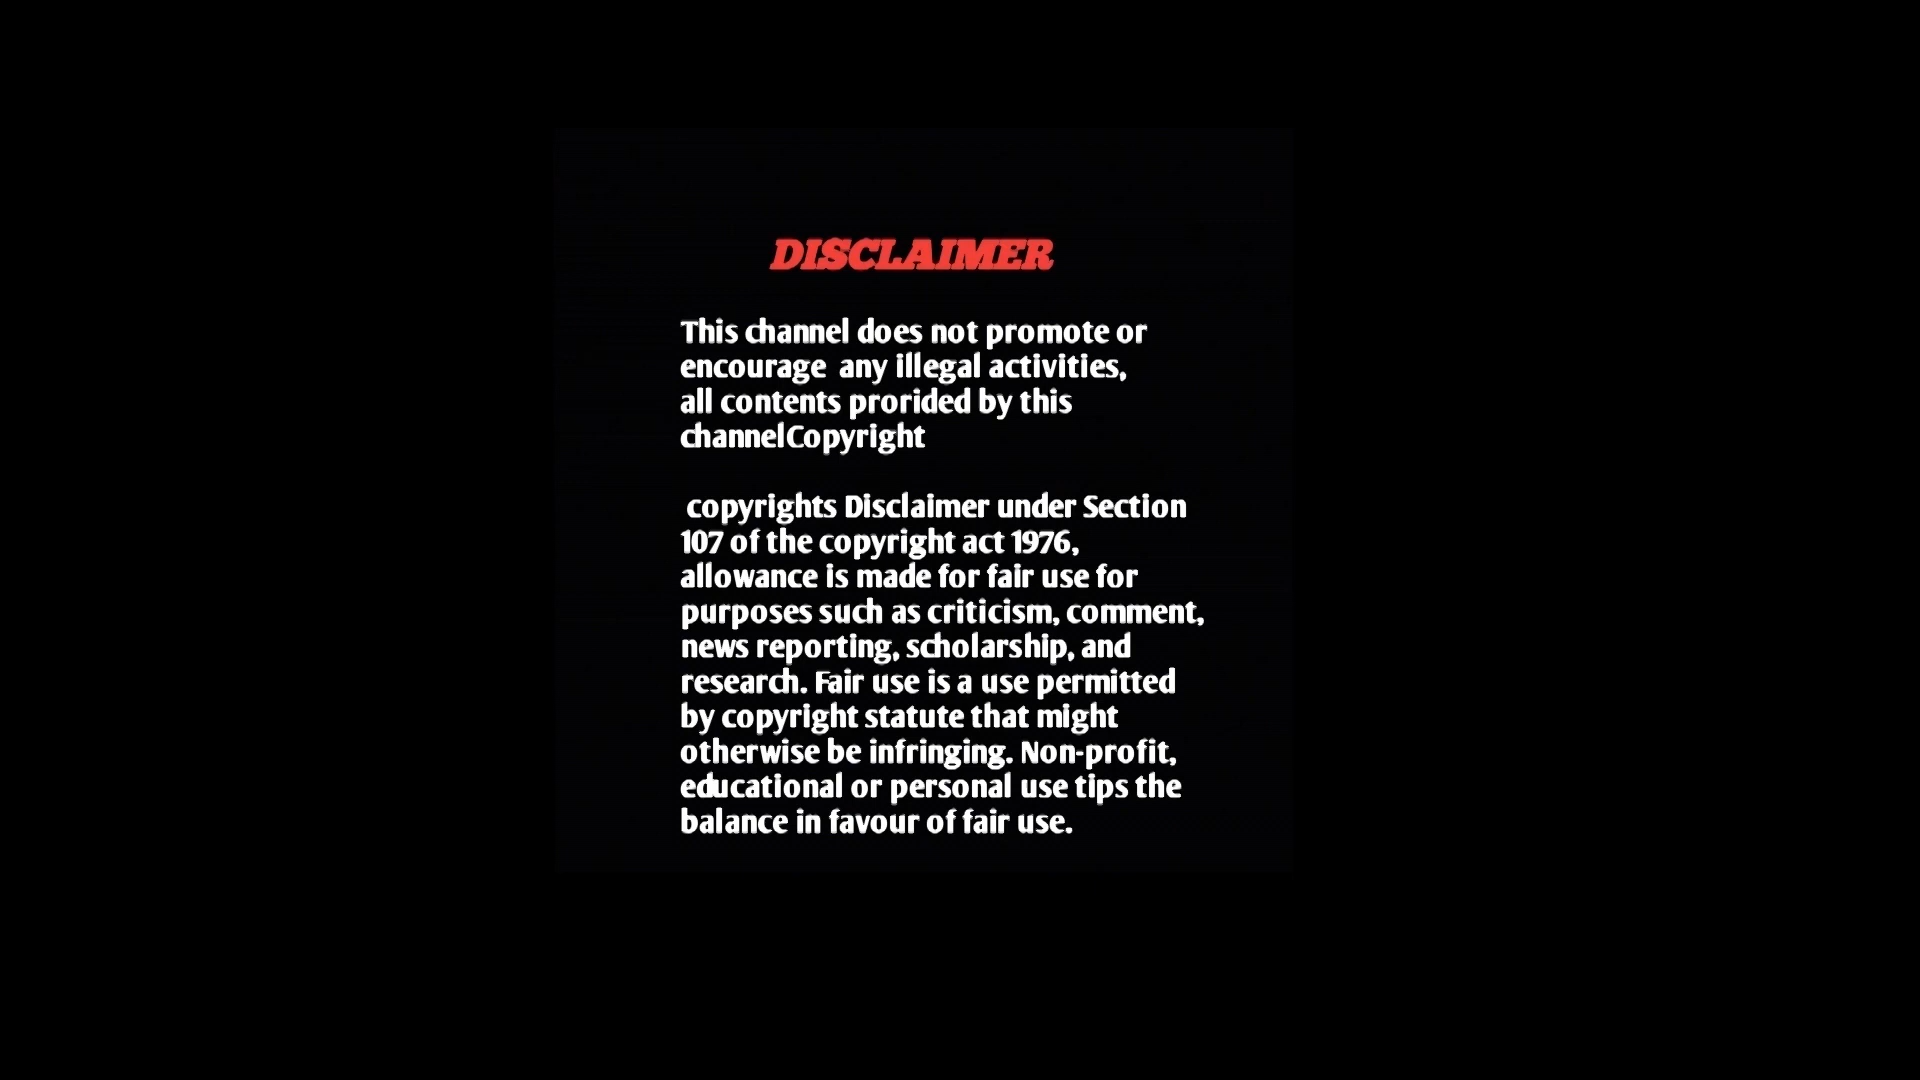 DISCLAIMER
This channel does not promote or
encourage any illegal activities,
all contents prorided by this
channelCopyright
copyrights Disclaimer under Section
107 of the copyright act 1976,
allowance is made for fair use for
purposes such as criticism, comment,
news reporting, scholarship, and
research. Fair use is a use permitted
by copyright statute that might
otherwise be infringing. Non-profit,
educational or personal use tips the
balance in favour of fair use.